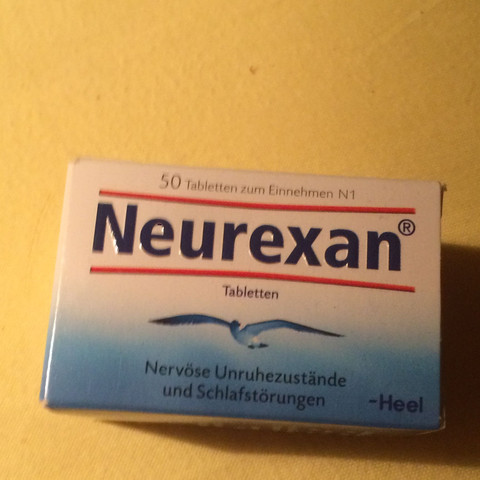 50 Tabletten zum Einnehmen N1
Neurexan®
Tabletten
Nervöse Unruhezustände
und Schlafstörungen
-Heel